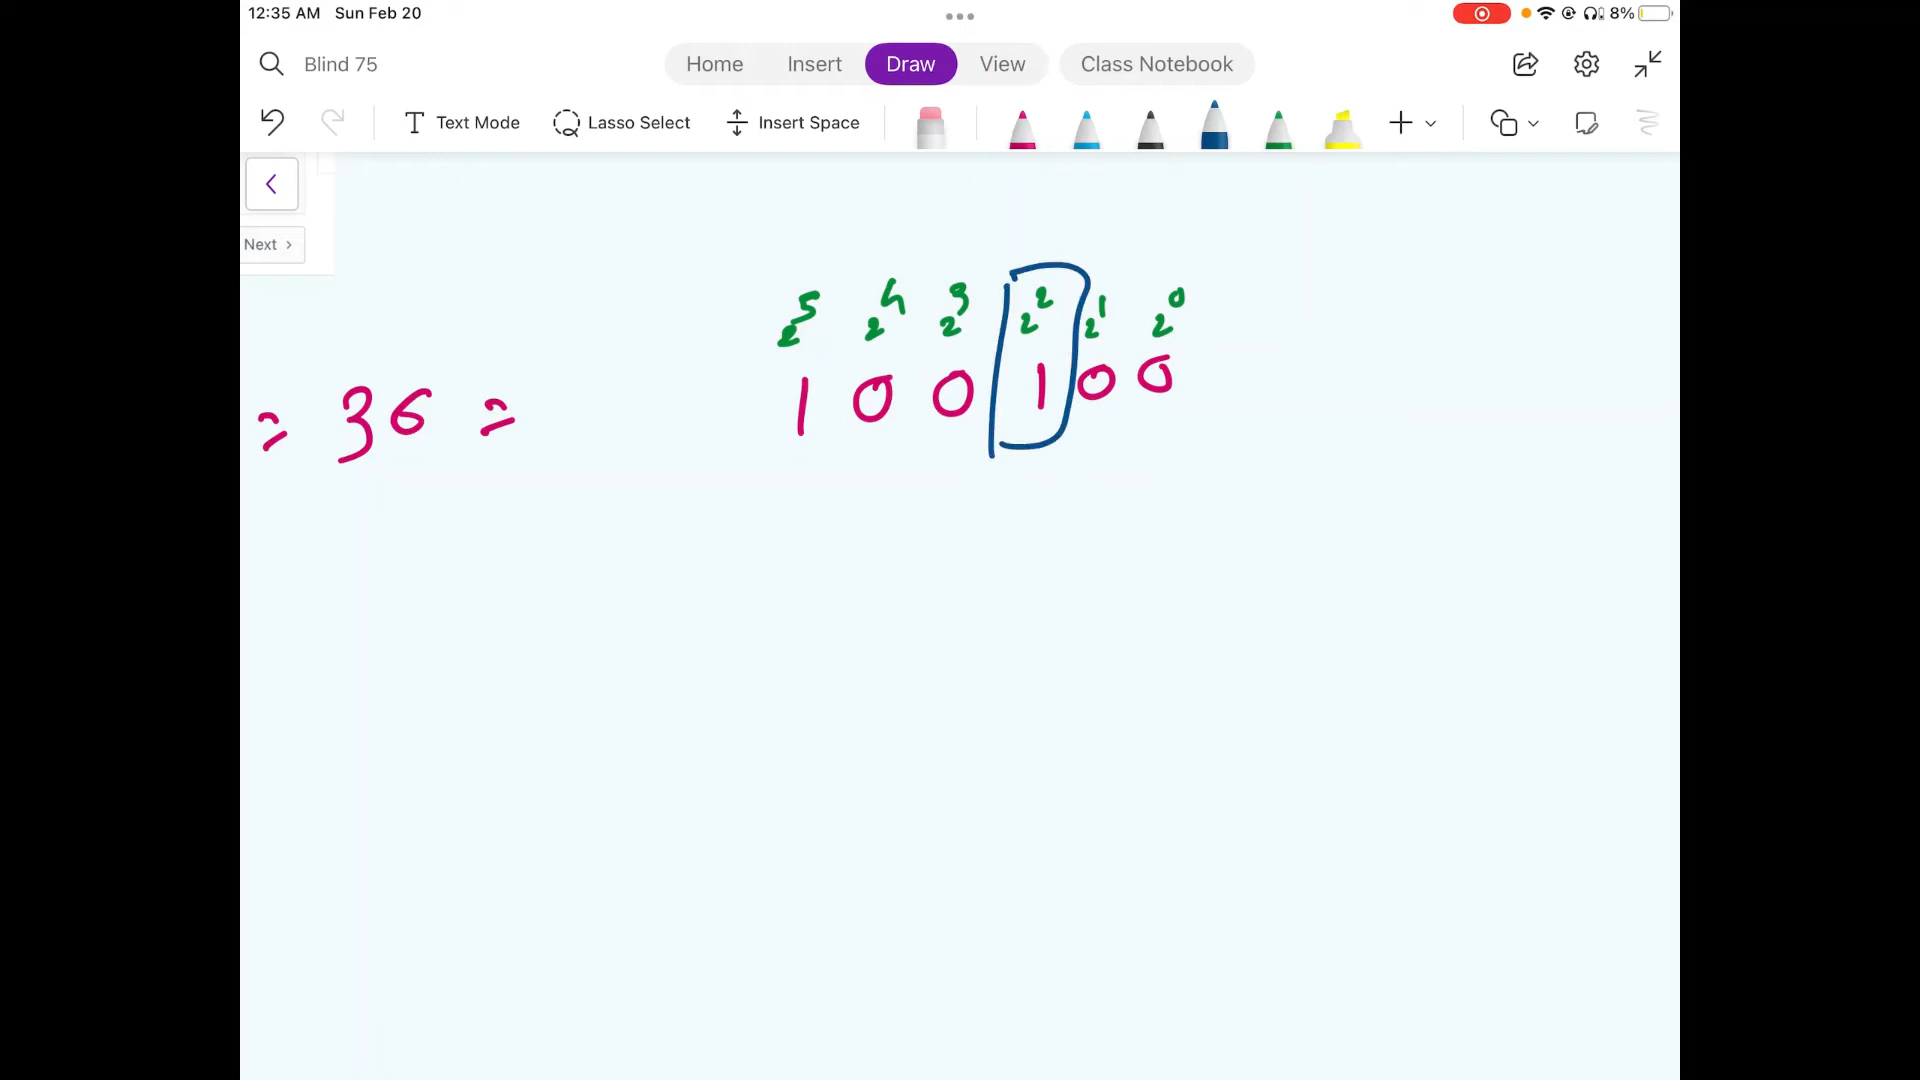 12:35 AM Sun Feb 20
8%
Blind 75
Home Insert Draw View Class Notebook
Text Mode Lasso Select Insert Space
Next
2⁵ 2⁴ 2³ 2² 2¹ 2⁰
= 36 = 1 0 0 1 0 0